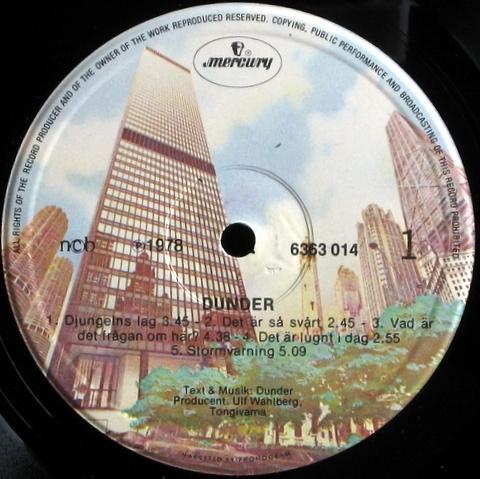 ALL RIGHTS OF THE RECORD PRODUCER AND OF THE OWNER OF THE WORK REPRODUCED RESERVED. COPYING, PUBLIC PERFORMANCE AND BROADCASTING OF THIS RECORD PROHIBITED
mercury
ncb ℗1978 6363 014 1
DUNDER
1. Djungelns lag 3.45 - 2. Det är så svårt 2.45 - 3. Vad är
det frågan om här? 4.38 - 4. Det är lugnt i dag 2.55
5. Stormvarning 5.09
Text & Musik: Dunder
Producent: Ulf Wahlberg,
Tongivarna